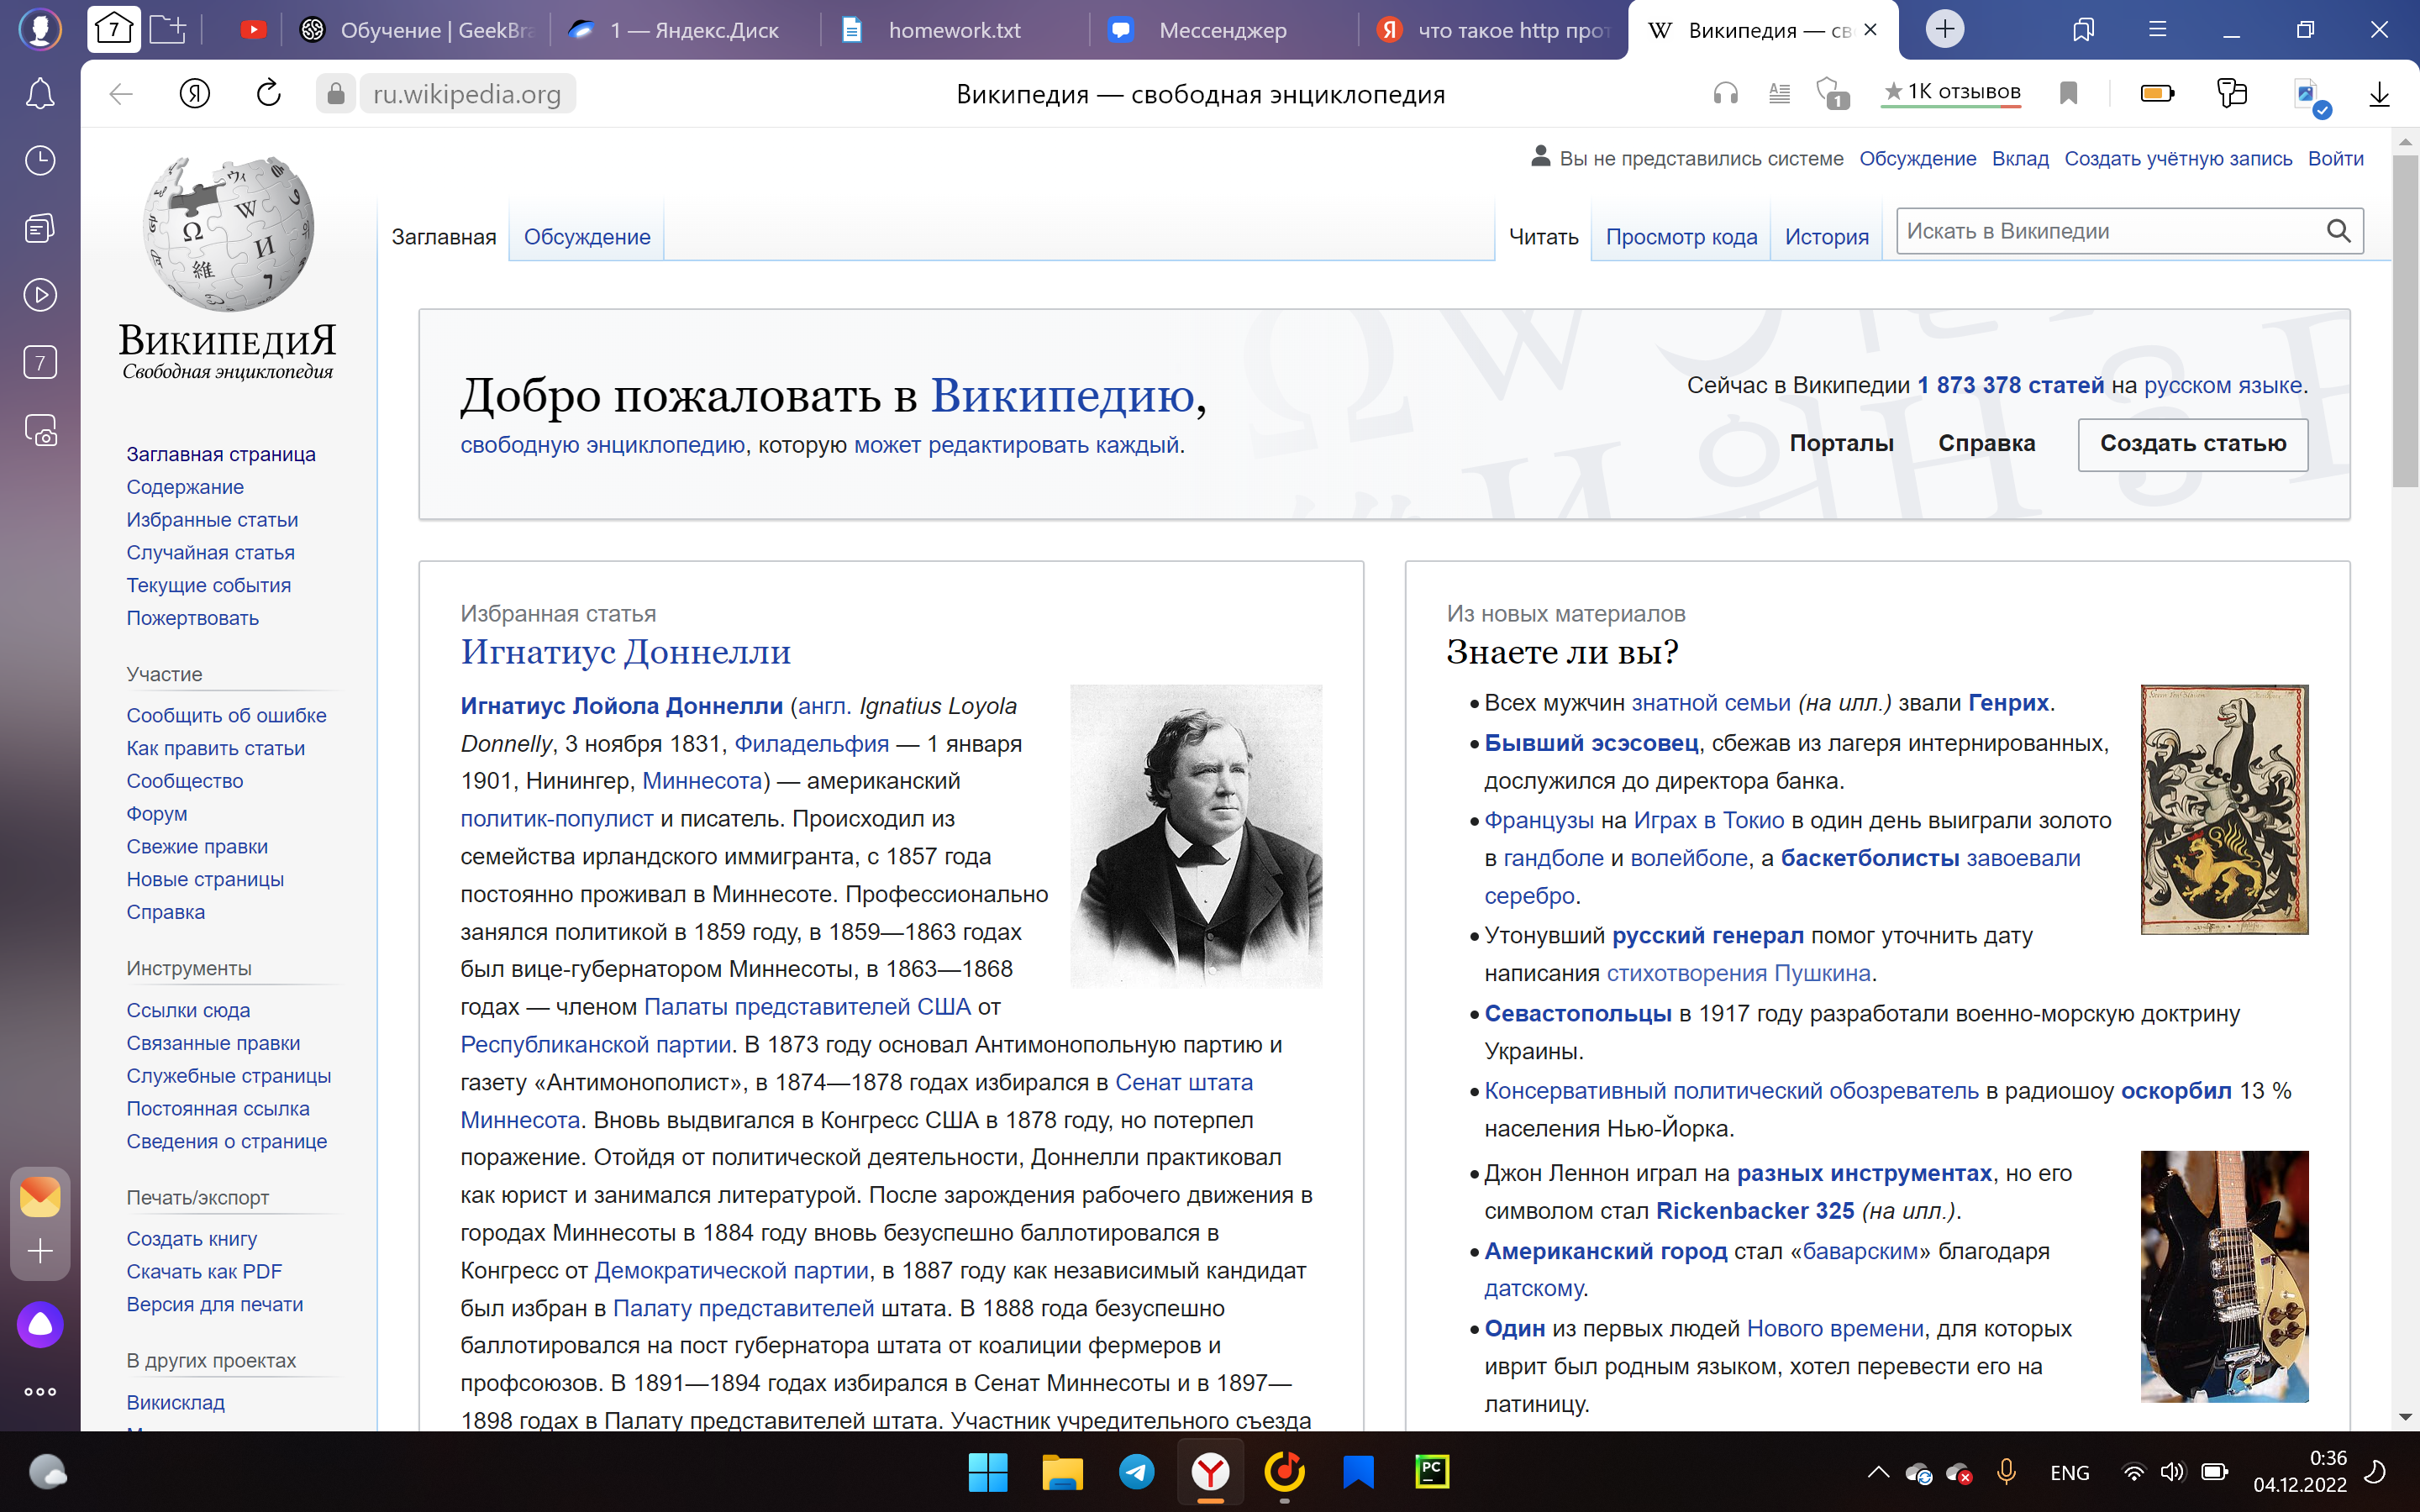 7
Обучение | GeekBra
1 — Яндекс.Диск
homework.txt
Мессенджер
что такое http прот
Википедия — св
ru.wikipedia.org
Википедия — свободная энциклопедия
1
1К отзывов
7
ВикипедиЯ
Свободная энциклопедия
Вы не представились системе Обсуждение Вклад Создать учётную запись Войти
Заглавная Обсуждение
Читать Просмотр кода История
Искать в Википедии
Заглавная страница
Содержание
Избранные статьи
Случайная статья
Текущие события
Пожертвовать
Участие
Сообщить об ошибке
Как править статьи
Сообщество
Форум
Свежие правки
Новые страницы
Справка
Инструменты
Ссылки сюда
Связанные правки
Служебные страницы
Постоянная ссылка
Сведения о странице
Печать/экспорт
Создать книгу
Скачать как PDF
Версия для печати
В других проектах
Викисклад
Добро пожаловать в Википедию,
свободную энциклопедию, которую может редактировать каждый.
Сейчас в Википедии 1 873 378 статей на русском языке.
Порталы Справка Создать статью
Избранная статья
Игнатиус Доннелли
Игнатиус Лойола Доннелли (англ. Ignatius Loyola
Donnelly, 3 ноября 1831, Филадельфия — 1 января
1901, Нинингер, Миннесота) — американский
политик-популист и писатель. Происходил из
семейства ирландского иммигранта, с 1857 года
постоянно проживал в Миннесоте. Профессионально
занялся политикой в 1859 году, в 1859—1863 годах
был вице-губернатором Миннесоты, в 1863—1868
годах — членом Палаты представителей США от
Республиканской партии. В 1873 году основал Антимонопольную партию и
газету «Антимонополист», в 1874—1878 годах избирался в Сенат штата
Миннесота. Вновь выдвигался в Конгресс США в 1878 году, но потерпел
поражение. Отойдя от политической деятельности, Доннелли практиковал
как юрист и занимался литературой. После зарождения рабочего движения в
городах Миннесоты в 1884 году вновь безуспешно баллотировался в
Конгресс от Демократической партии, в 1887 году как независимый кандидат
был избран в Палату представителей штата. В 1888 года безуспешно
баллотировался на пост губернатора штата от коалиции фермеров и
профсоюзов. В 1891—1894 годах избирался в Сенат Миннесоты и в 1897—
1898 годах в Палату представителей штата. Участник учредительного съезда
Из новых материалов
Знаете ли вы?
Всех мужчин знатной семьи (на илл.) звали Генрих.
Бывший эсэсовец, сбежав из лагеря интернированных,
дослужился до директора банка.
Французы на Играх в Токио в один день выиграли золото
в гандболе и волейболе, а баскетболисты завоевали
серебро.
Утонувший русский генерал помог уточнить дату
написания стихотворения Пушкина.
Севастопольцы в 1917 году разработали военно-морскую доктрину
Украины.
Консервативный политический обозреватель в радиошоу оскорбил 13 %
населения Нью-Йорка.
Джон Леннон играл на разных инструментах, но его
символом стал Rickenbacker 325 (на илл.).
Американский город стал «баварским» благодаря
датскому.
Один из первых людей Нового времени, для которых
иврит был родным языком, хотел перевести его на
латиницу.
PC
ENG
0:36
04.12.2022